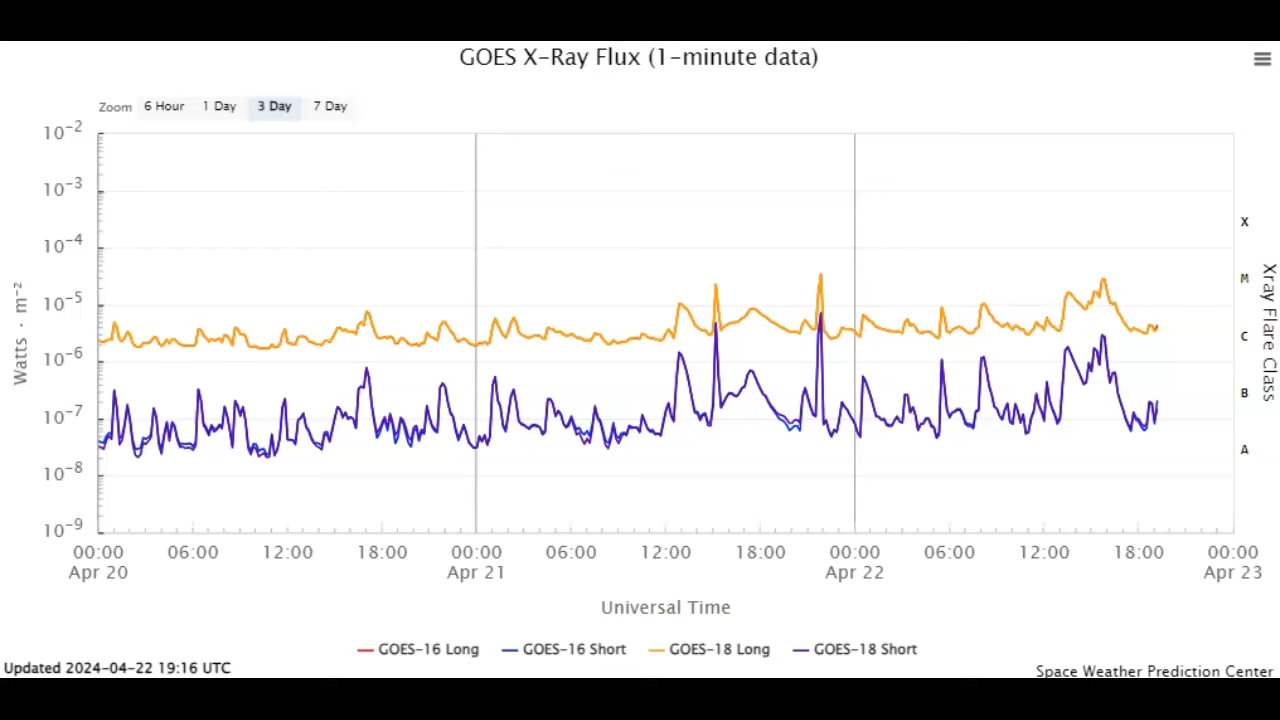 GOES X-Ray Flux (1-minute data)
Zoom 6 Hour 1 Day 3 Day 7 Day
10⁻²
10⁻³
10⁻⁴
10⁻⁵
10⁻⁶
10⁻⁷
10⁻⁸
10⁻⁹
Watts · m⁻²
X
M
C
B
A
Xray Flare Class
00:00 06:00 12:00 18:00 00:00 06:00 12:00 18:00 00:00 06:00 12:00 18:00 00:00
Apr 20 Apr 21 Apr 22 Apr 23
Universal Time
GOES-16 Long GOES-16 Short GOES-18 Long GOES-18 Short
Updated 2024-04-22 19:16 UTC
Space Weather Prediction Center